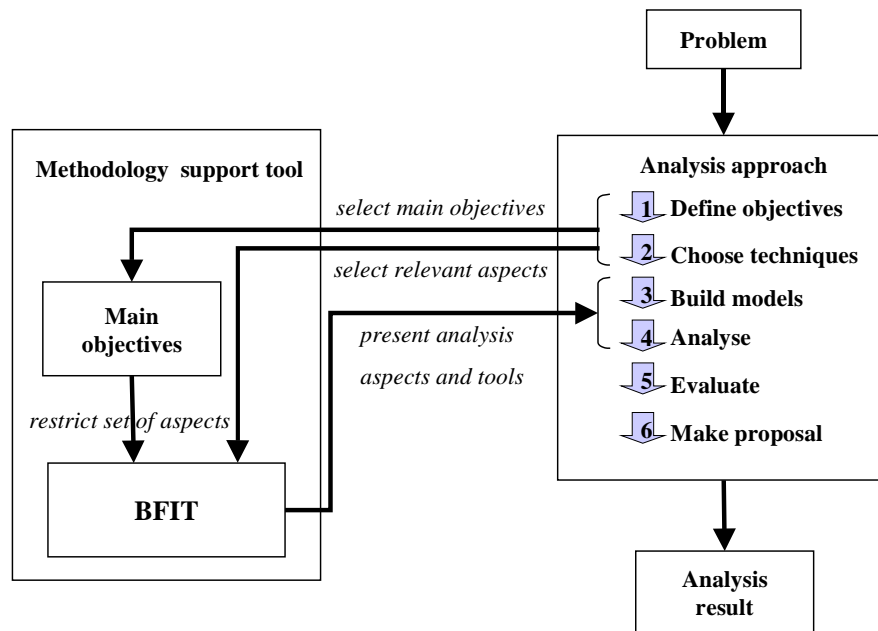 Problem
Methodology support tool
select main objectives
select relevant aspects
Main
objectives
restrict set of aspects
BFIT
present analysis
aspects and tools
Analysis approach
1 Define objectives
2 Choose techniques
3 Build models
4 Analyse
5 Evaluate
6 Make proposal
Analysis
result